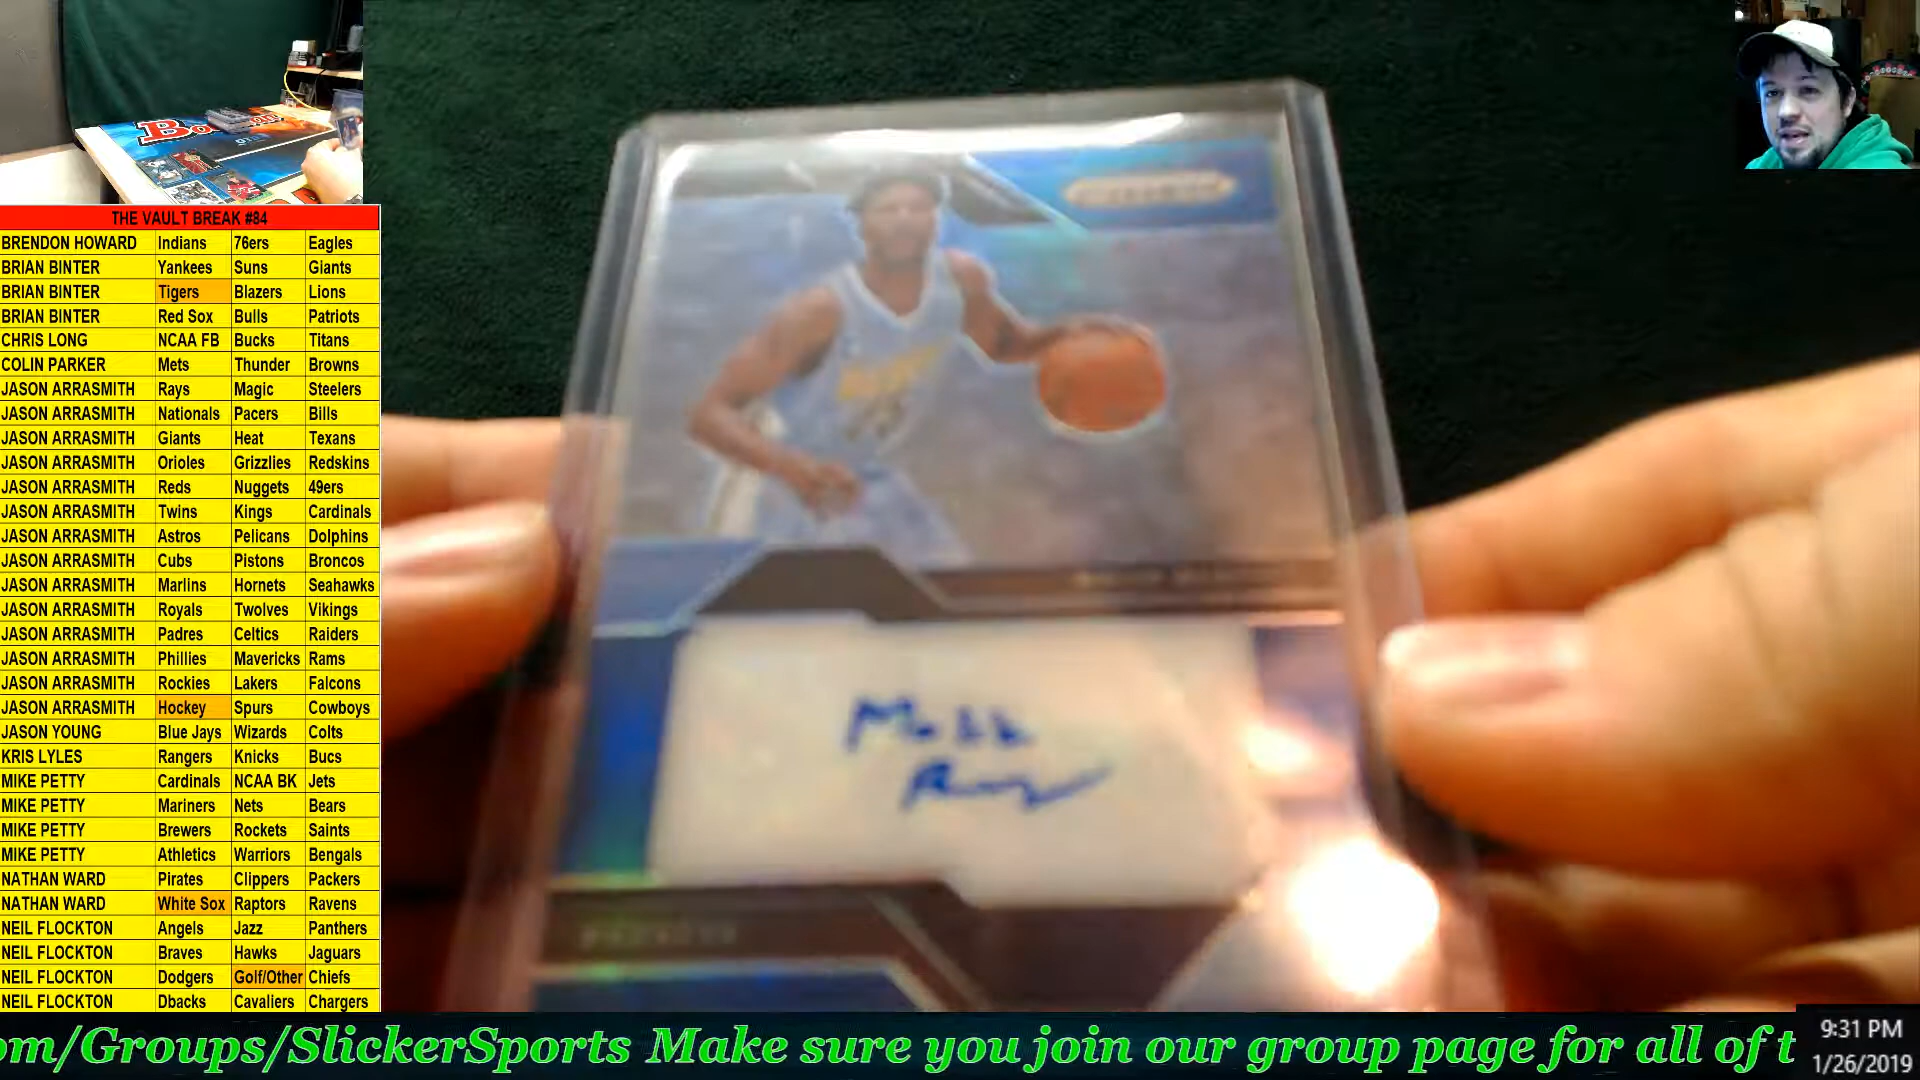 THE VAULT BREAK #84
BRENDON HOWARD Indians 76ers Eagles
BRIAN BINTER Yankees Suns Giants
BRIAN BINTER Tigers Blazers Lions
BRIAN BINTER Red Sox Bulls Patriots
CHRIS LONG NCAA FB Bucks Titans
COLIN PARKER Mets Thunder Browns
JASON ARRASMITH Rays Magic Steelers
JASON ARRASMITH Nationals Pacers Bills
JASON ARRASMITH Giants Heat Texans
JASON ARRASMITH Orioles Grizzlies Redskins
JASON ARRASMITH Reds Nuggets 49ers
JASON ARRASMITH Twins Kings Cardinals
JASON ARRASMITH Astros Pelicans Dolphins
JASON ARRASMITH Cubs Pistons Broncos
JASON ARRASMITH Marlins Hornets Seahawks
JASON ARRASMITH Royals Twolves Vikings
JASON ARRASMITH Padres Celtics Raiders
JASON ARRASMITH Phillies Mavericks Rams
JASON ARRASMITH Rockies Lakers Falcons
JASON ARRASMITH Hockey Spurs Cowboys
JASON YOUNG Blue Jays Wizards Colts
KRIS LYLES Rangers Knicks Bucs
MIKE PETTY Cardinals NCAA BK Jets
MIKE PETTY Mariners Nets Bears
MIKE PETTY Brewers Rockets Saints
MIKE PETTY Athletics Warriors Bengals
NATHAN WARD Pirates Clippers Packers
NATHAN WARD White Sox Raptors Ravens
NEIL FLOCKTON Angels Jazz Panthers
NEIL FLOCKTON Braves Hawks Jaguars
NEIL FLOCKTON Dodgers Golf/Other Chiefs
NEIL FLOCKTON Dbacks Cavaliers Chargers
om/Groups/SlickerSports Make sure you join our group page for all of t
9:31 PM
1/26/2019